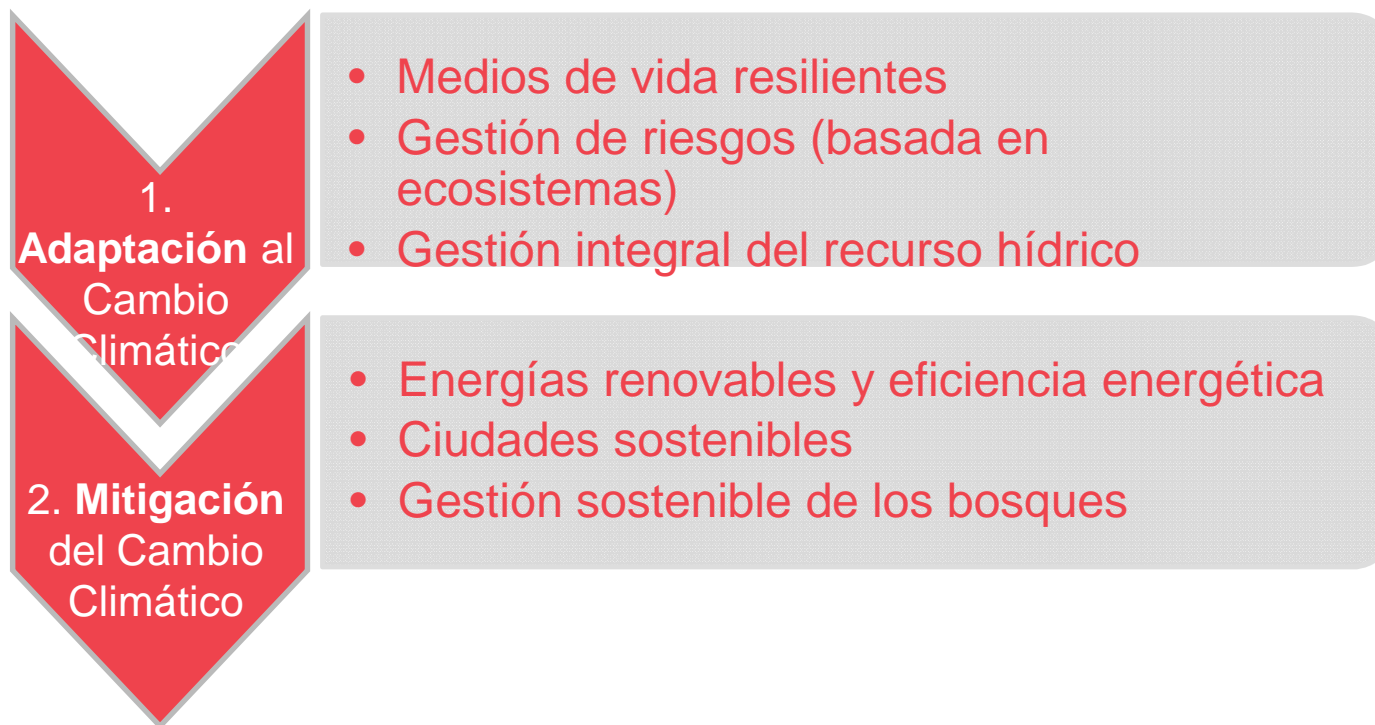 1.
Adaptación al
Cambio
Climático
• Medios de vida resilientes
• Gestión de riesgos (basada en
ecosistemas)
• Gestión integral del recurso hídrico
2. Mitigación
del Cambio
Climático
• Energías renovables y eficiencia energética
• Ciudades sostenibles
• Gestión sostenible de los bosques